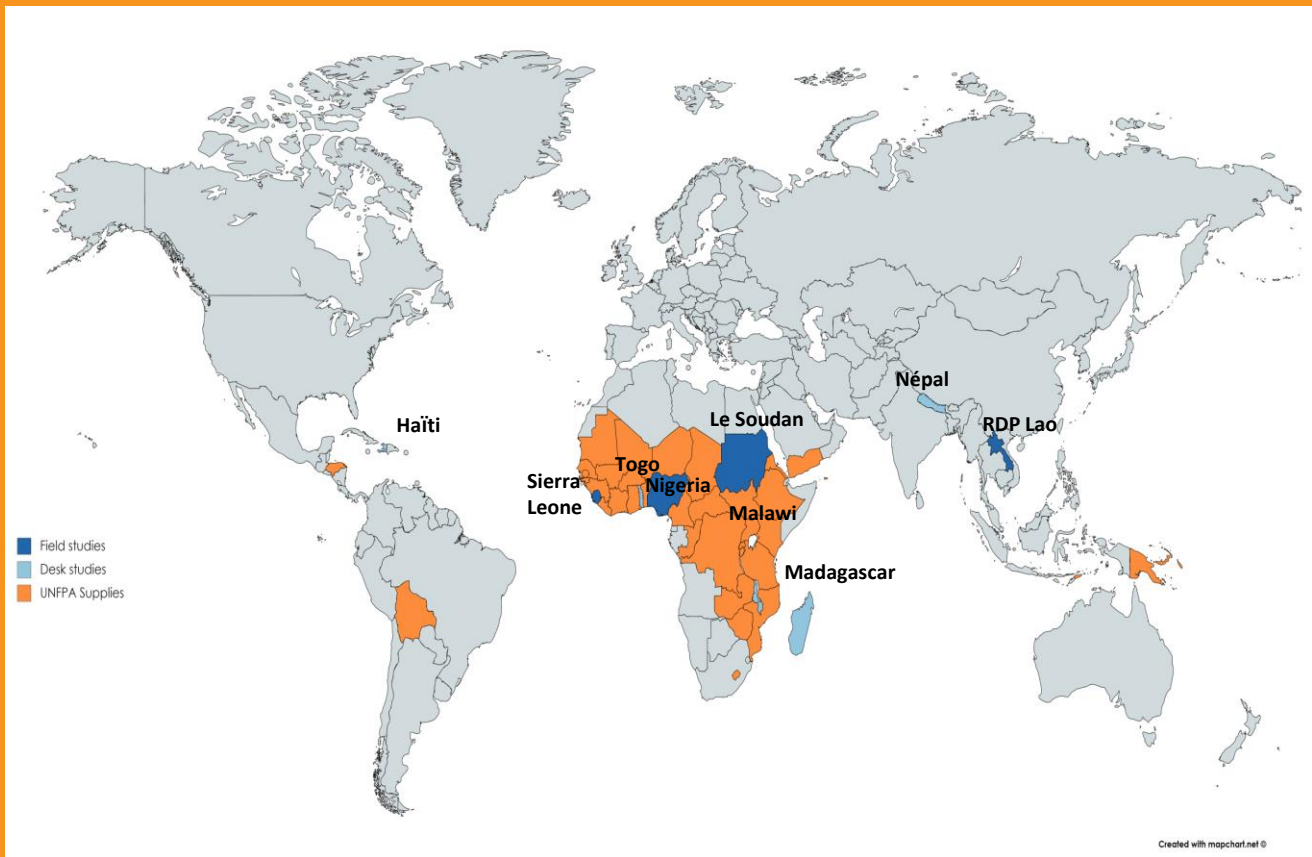 Népal
Haïti
Le Soudan
RDP Lao
Togo
Sierra
Leone
Nigeria
Malawi
Madagascar
Field studies
Desk studies
UNFPA Supplies
Created with mapchart.net ©